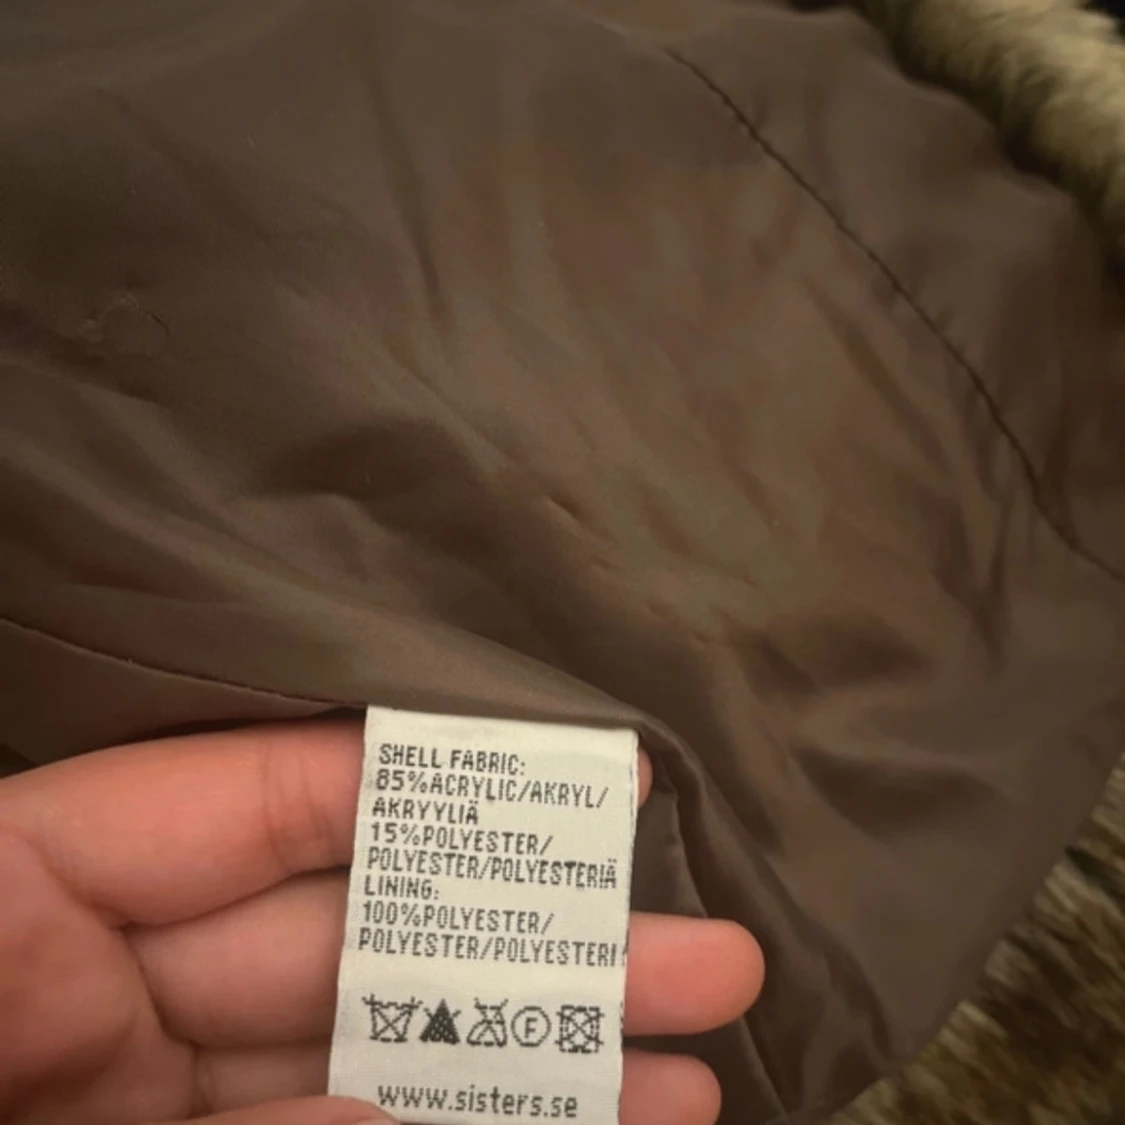 SHELL FABRIC:
85%ACRYLIC/AKRYL/
AKRYYLIÄ
15%POLYESTER/
POLYESTER/POLYESTERIÄ
LINING:
100%POLYESTER/
POLYESTER/POLYESTERI
F
www.sisters.se